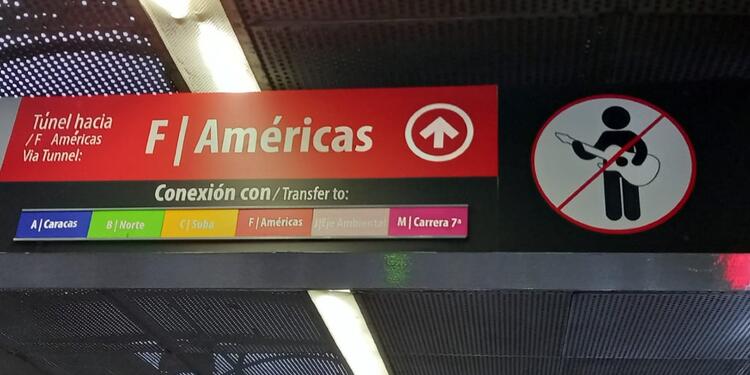 Túnel hacia
/ F Américas
Via Tunnel:
F | Américas
Conexión con / Transfer to:
A | Caracas
B | Norte
C | Suba
F | Américas
J | Eje Ambiental
M | Carrera 7ª